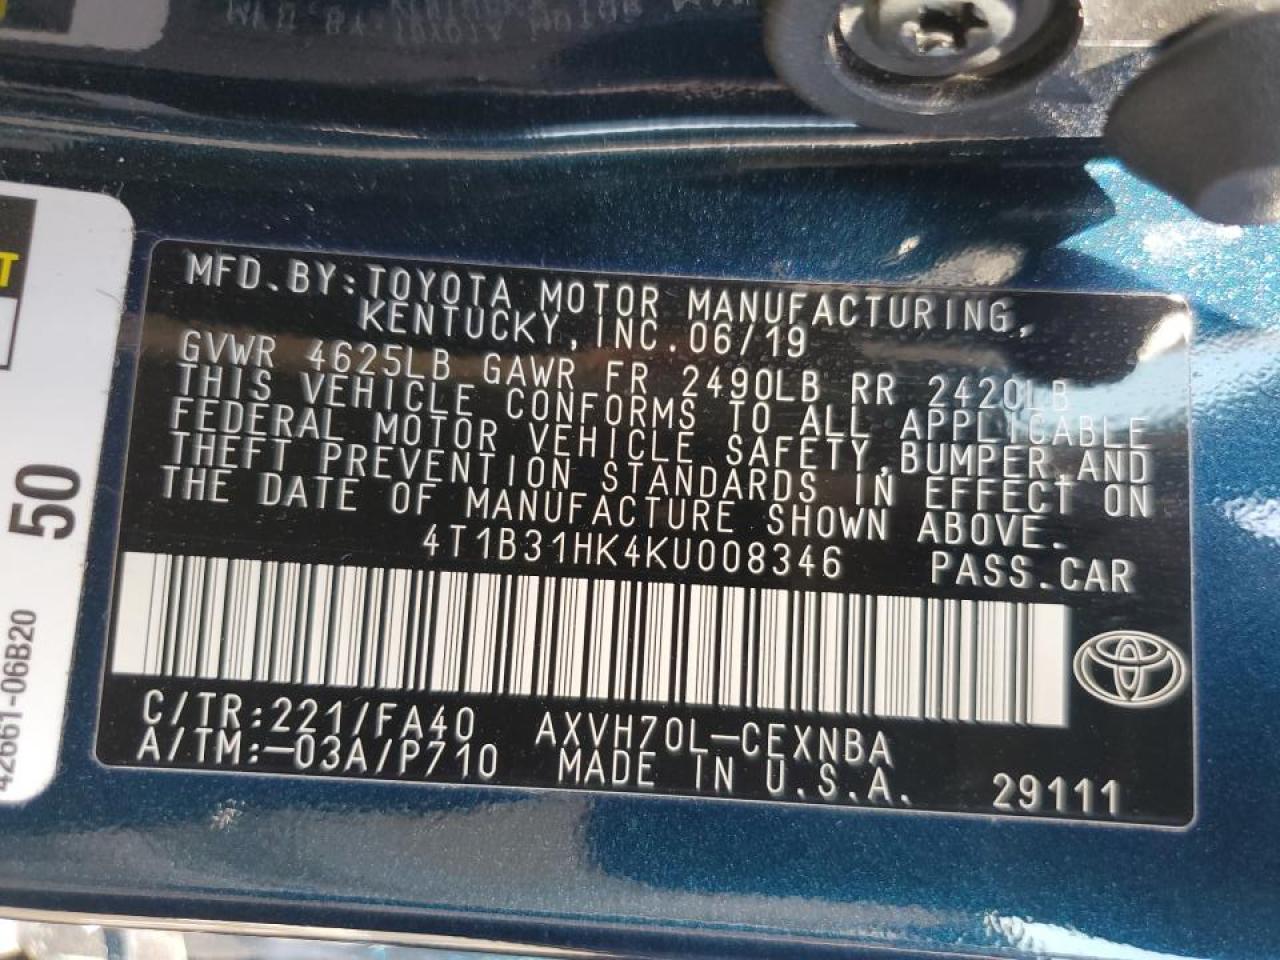 MFD. BY: TOYOTA MOTOR MANUFACTURING,
KENTUCKY, INC. 06/19
GVWR 4625LB GAWR FR 2490LB RR 2420LB
THIS VEHICLE CONFORMS TO ALL APPLICABLE
FEDERAL MOTOR VEHICLE SAFETY, BUMPER AND
THEFT PREVENTION STANDARDS IN EFFECT ON
THE DATE OF MANUFACTURE SHOWN ABOVE.
4T1B31HK4KU008346 PASS. CAR
C/TR: 221/FA40 AXVH70L-CEXNBA
A/TM: -03A/P710 MADE IN U.S.A. 29111
T
50
42661-06B20